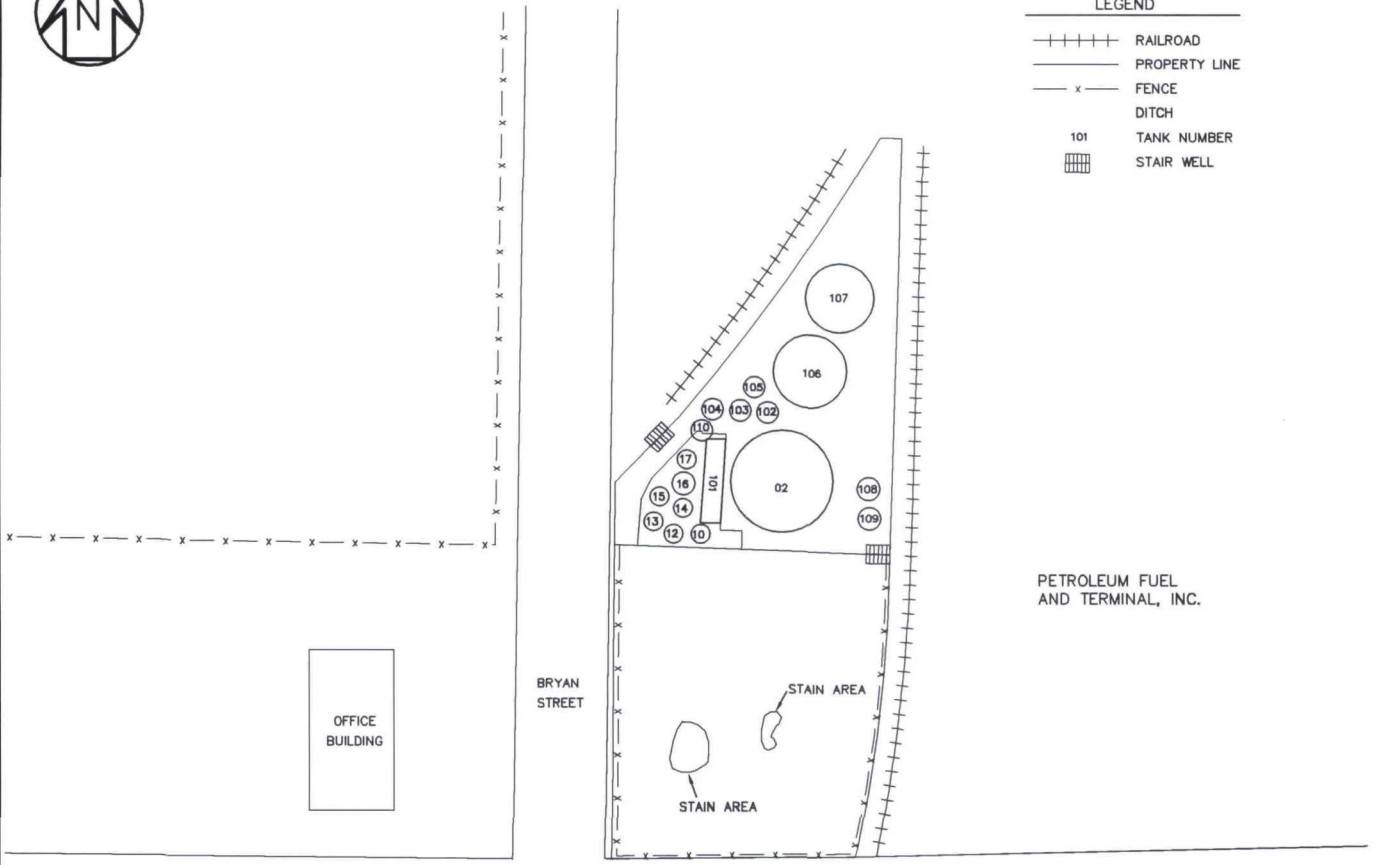 N
LEGEND
RAILROAD
PROPERTY LINE
x FENCE
DITCH
101 TANK NUMBER
STAIR WELL
107
106
105
104 103 102
110
17
101
16
02
108
15
14
13
109
12 10
PETROLEUM FUEL
AND TERMINAL, INC.
BRYAN
STREET
STAIN AREA
OFFICE
BUILDING
STAIN AREA